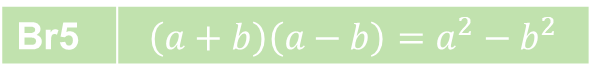 Br5 (a + b)(a − b) = a² − b²